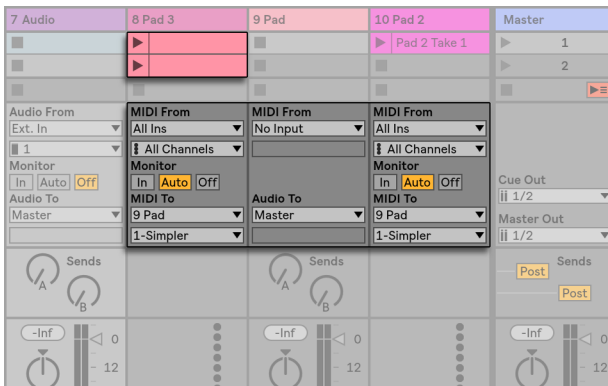 7 Audio
8 Pad 3
9 Pad
10 Pad 2
Master
Pad 2 Take 1
1
2
Audio From
Ext. In
1
Monitor
In Auto Off
Audio To
Master
MIDI From
All Ins
All Channels
Monitor
In Auto Off
MIDI To
9 Pad
1-Simpler
MIDI From
No Input
Audio To
Master
MIDI From
All Ins
All Channels
Monitor
In Auto Off
MIDI To
9 Pad
1-Simpler
Cue Out
1/2
Master Out
1/2
Sends
A
B
Sends
A
B
Sends
Post
Post
-Inf
0
12
-Inf
0
12
-Inf
0
12